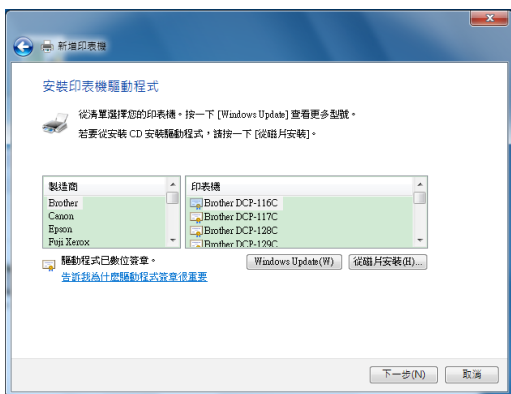 新增印表機
安裝印表機驅動程式
從清單選擇您的印表機。按一下 [Windows Update] 查看更多型號。
若要從安裝 CD 安裝驅動程式，請按一下 [從磁片安裝]。
製造商
Brother
Canon
Epson
Fuji Xerox
印表機
Brother DCP-116C
Brother DCP-117C
Brother DCP-128C
Brother DCP-129C
驅動程式已數位簽章。
告訴我為什麼驅動程式簽章很重要
Windows Update(W)
從磁片安裝(H)...
下一步(N)
取消